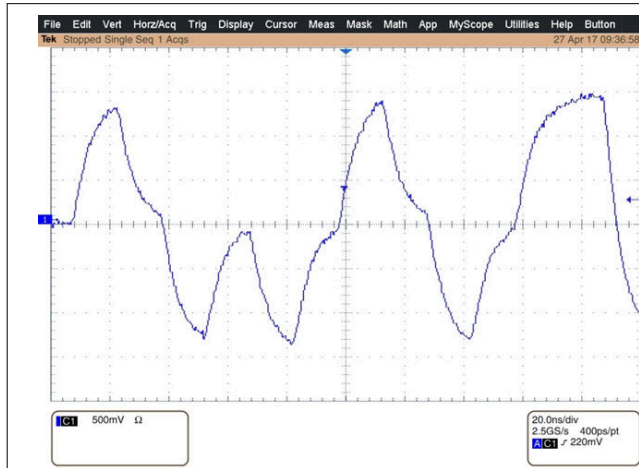 File Edit Vert Horz/Acq Trig Display Cursor Meas Mask Math App MyScope Utilities Help Button
Tek Stopped Single Seq 1 Acqs 27 Apr 17 09:36:58
1
C1 500mV Ω
20.0ns/div
2.5GS/s 400ps/pt
A C1 ∕ 220mV